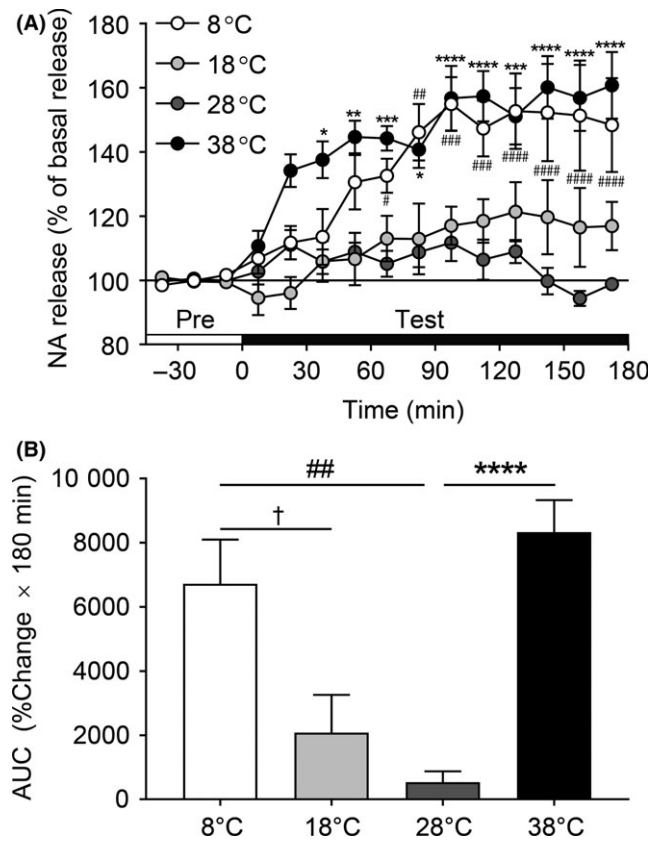 (A)
8 °C
18 °C
28 °C
38 °C
NA release (% of basal release)
180
160
140
120
100
80
* ** *** * **** **** *** **** **** ****
# ## ### ### #### #### #### ####
Pre Test
–30 0 30 60 90 120 150 180
Time (min)
(B)
AUC (%Change × 180 min)
10 000
8000
6000
4000
2000
0
## ****
†
8°C 18°C 28°C 38°C